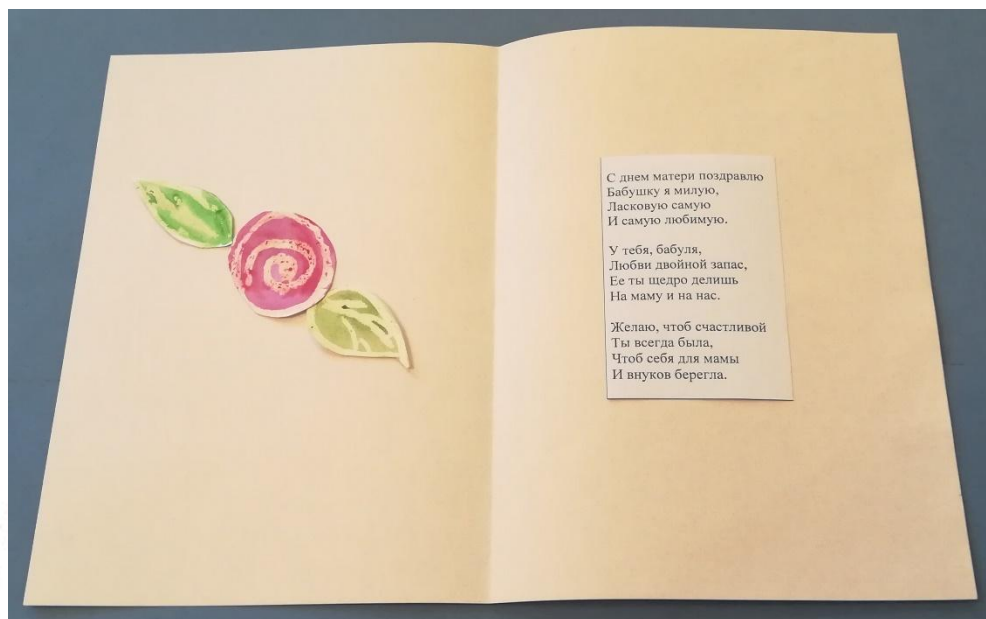 С днем матери поздравлю
Бабушку я милую,
Ласковую самую
И самую любимую.
У тебя, бабуля,
Любви двойной запас,
Ее ты щедро делишь
На маму и на нас.
Желаю, чтоб счастливой
Ты всегда была,
Чтоб себя для мамы
И внуков берегла.